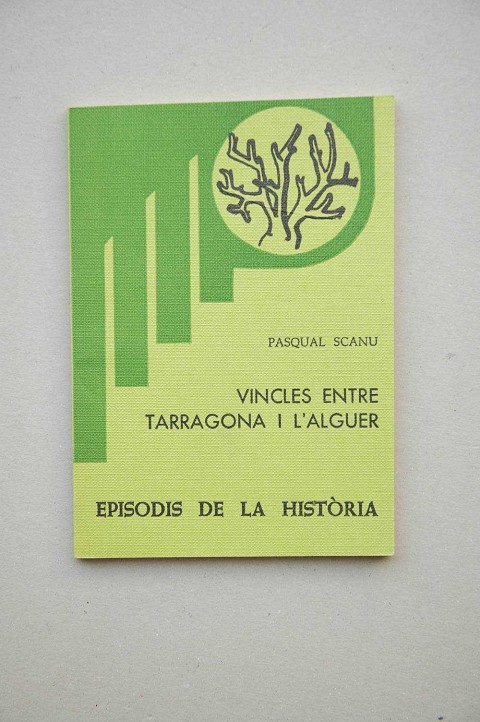 PASQUAL SCANU
VINCLES ENTRE
TARRAGONA I L'ALGUER
EPISODIS DE LA HISTÒRIA